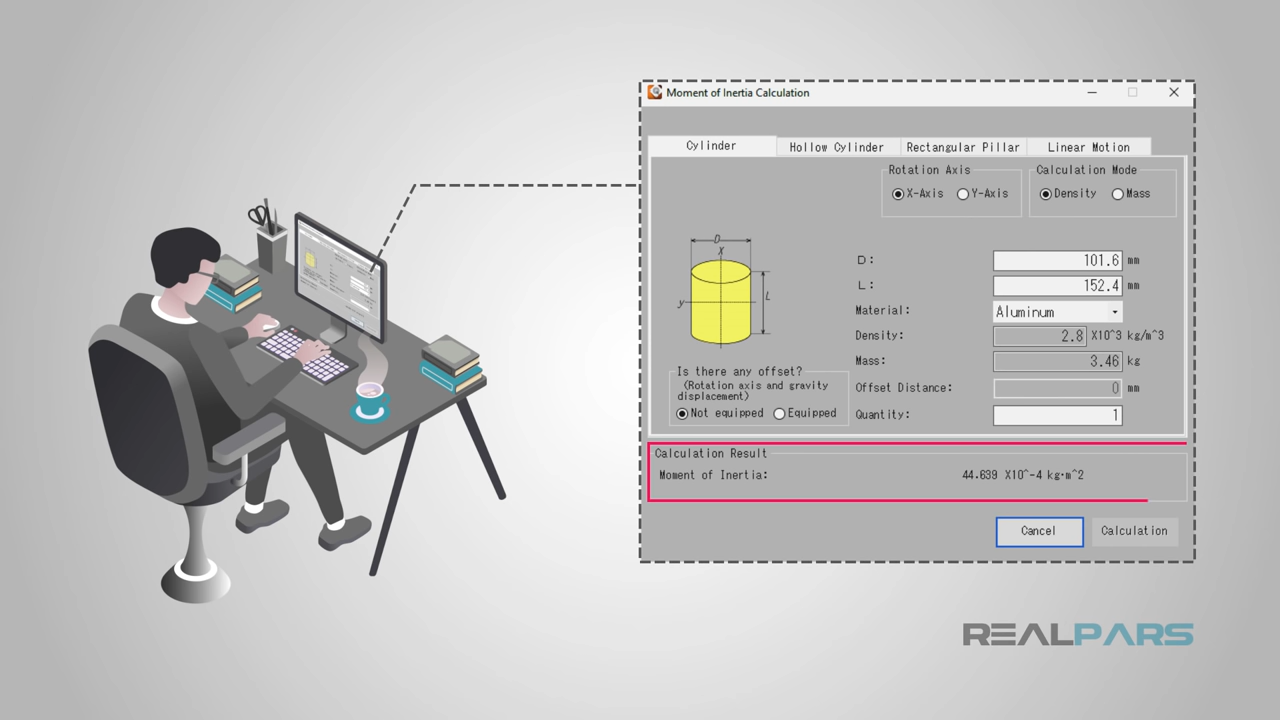 Moment of Inertia Calculation
Cylinder Hollow Cylinder Rectangular Pillar Linear Motion
Rotation Axis Calculation Mode
X-Axis Y-Axis Density Mass
D
X
y
L
D: 101.6 mm
L: 152.4 mm
Material: Aluminum
Density: 2.8 X10^3 kg/m^3
Mass: 3.46 kg
Is there any offset?
(Rotation axis and gravity
displacement)
Not equipped Equipped
Offset Distance: 0 mm
Quantity: 1
Calculation Result
Moment of Inertia: 44.639 X10^-4 kg·m^2
Cancel Calculation
REALPARS